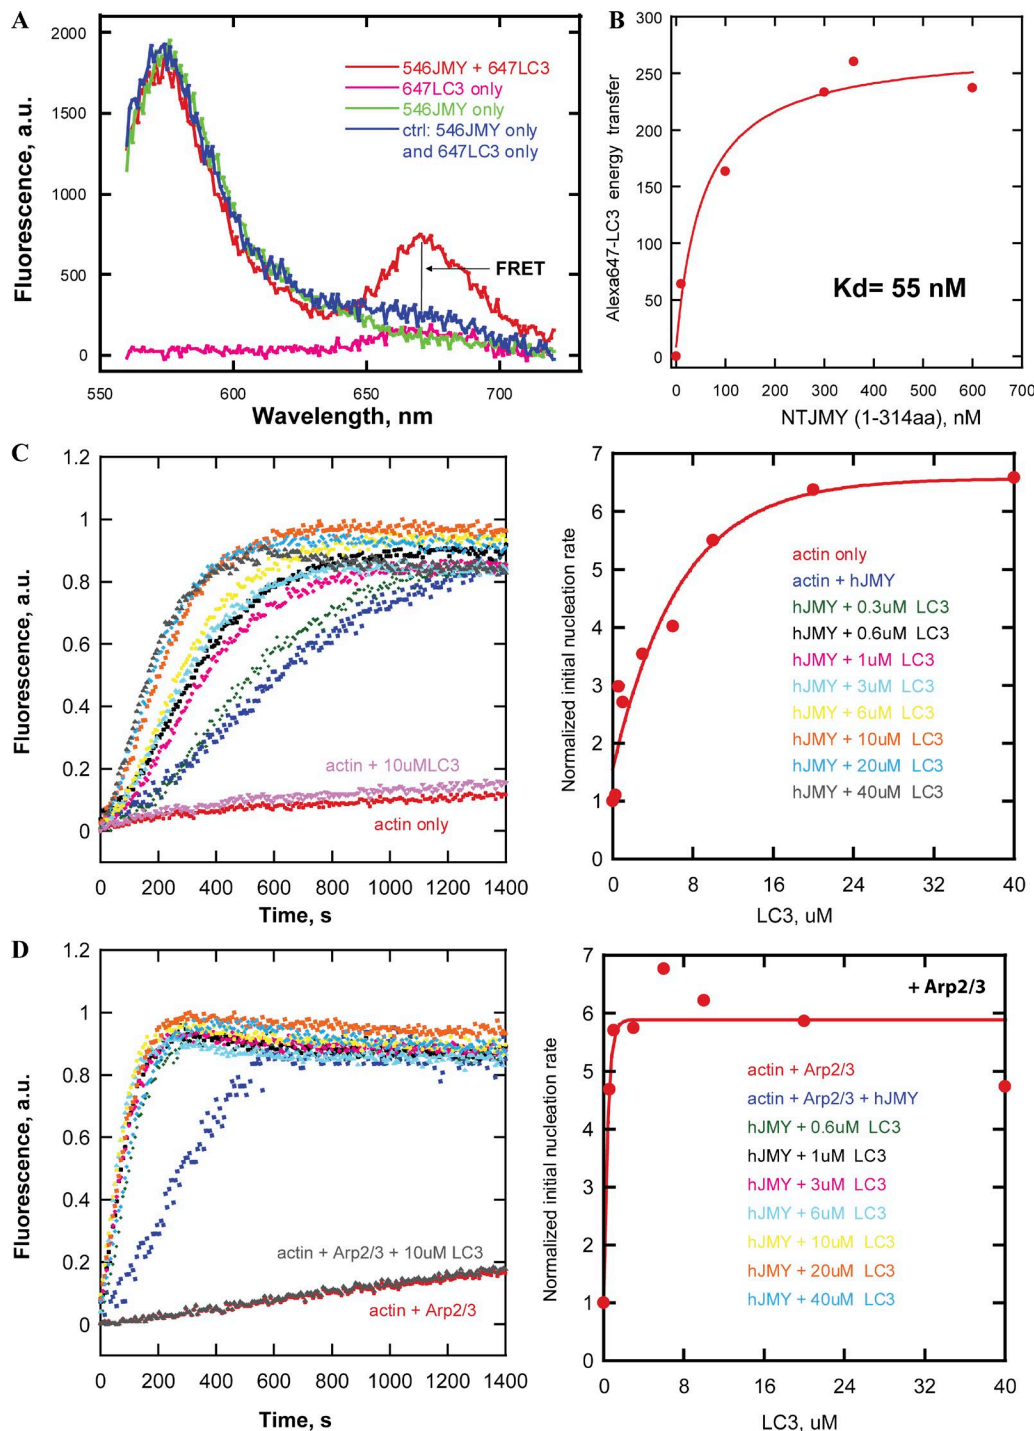 A
2000
1500
1000
500
0
Fluorescence, a.u.
546JMY + 647LC3
647LC3 only
546JMY only
ctrl: 546JMY only
and 647LC3 only
FRET
550
600
650
700
Wavelength, nm
B
300
250
200
150
100
50
0
Alexa647-LC3 energy transfer
Kd= 55 nM
0
100
200
300
400
500
600
700
NTJMY (1-314aa), nM
C
1.2
1
0.8
0.6
0.4
0.2
0
Fluorescence, a.u.
actin + 10uMLC3
actin only
0
200
400
600
800
1000
1200
1400
Time, s
7
6
5
4
3
2
1
0
Normalized initial nucleation rate
actin only
actin + hJMY
hJMY + 0.3uM LC3
hJMY + 0.6uM LC3
hJMY + 1uM LC3
hJMY + 3uM LC3
hJMY + 6uM LC3
hJMY + 10uM LC3
hJMY + 20uM LC3
hJMY + 40uM LC3
0
8
16
24
32
40
LC3, uM
D
1.2
1
0.8
0.6
0.4
0.2
0
Fluorescence, a.u.
actin + Arp2/3 + 10uM LC3
actin + Arp2/3
0
200
400
600
800
1000
1200
1400
Time, s
7
6
5
4
3
2
1
0
Normalized initial nucleation rate
+ Arp2/3
actin + Arp2/3
actin + Arp2/3 + hJMY
hJMY + 0.6uM LC3
hJMY + 1uM LC3
hJMY + 3uM LC3
hJMY + 6uM LC3
hJMY + 10uM LC3
hJMY + 20uM LC3
hJMY + 40uM LC3
0
8
16
24
32
40
LC3, uM